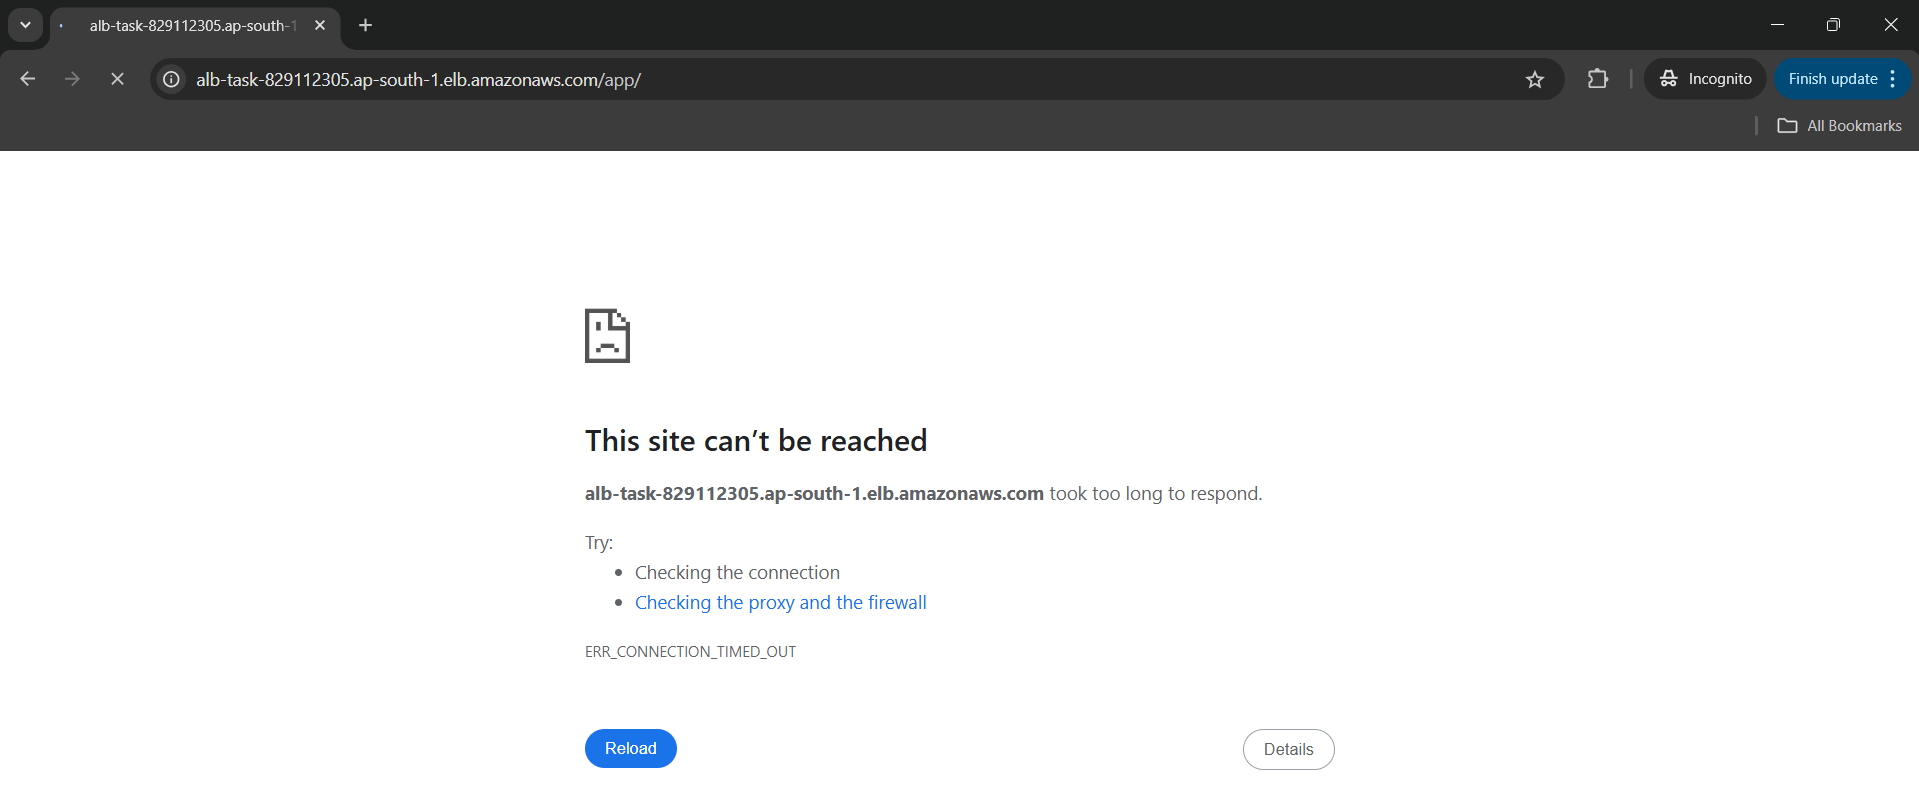 alb-task-829112305.ap-south-1
alb-task-829112305.ap-south-1.elb.amazonaws.com/app/
Incognito
Finish update
All Bookmarks
This site can’t be reached
alb-task-829112305.ap-south-1.elb.amazonaws.com took too long to respond.
Try:
• Checking the connection
• Checking the proxy and the firewall
ERR_CONNECTION_TIMED_OUT
Reload
Details